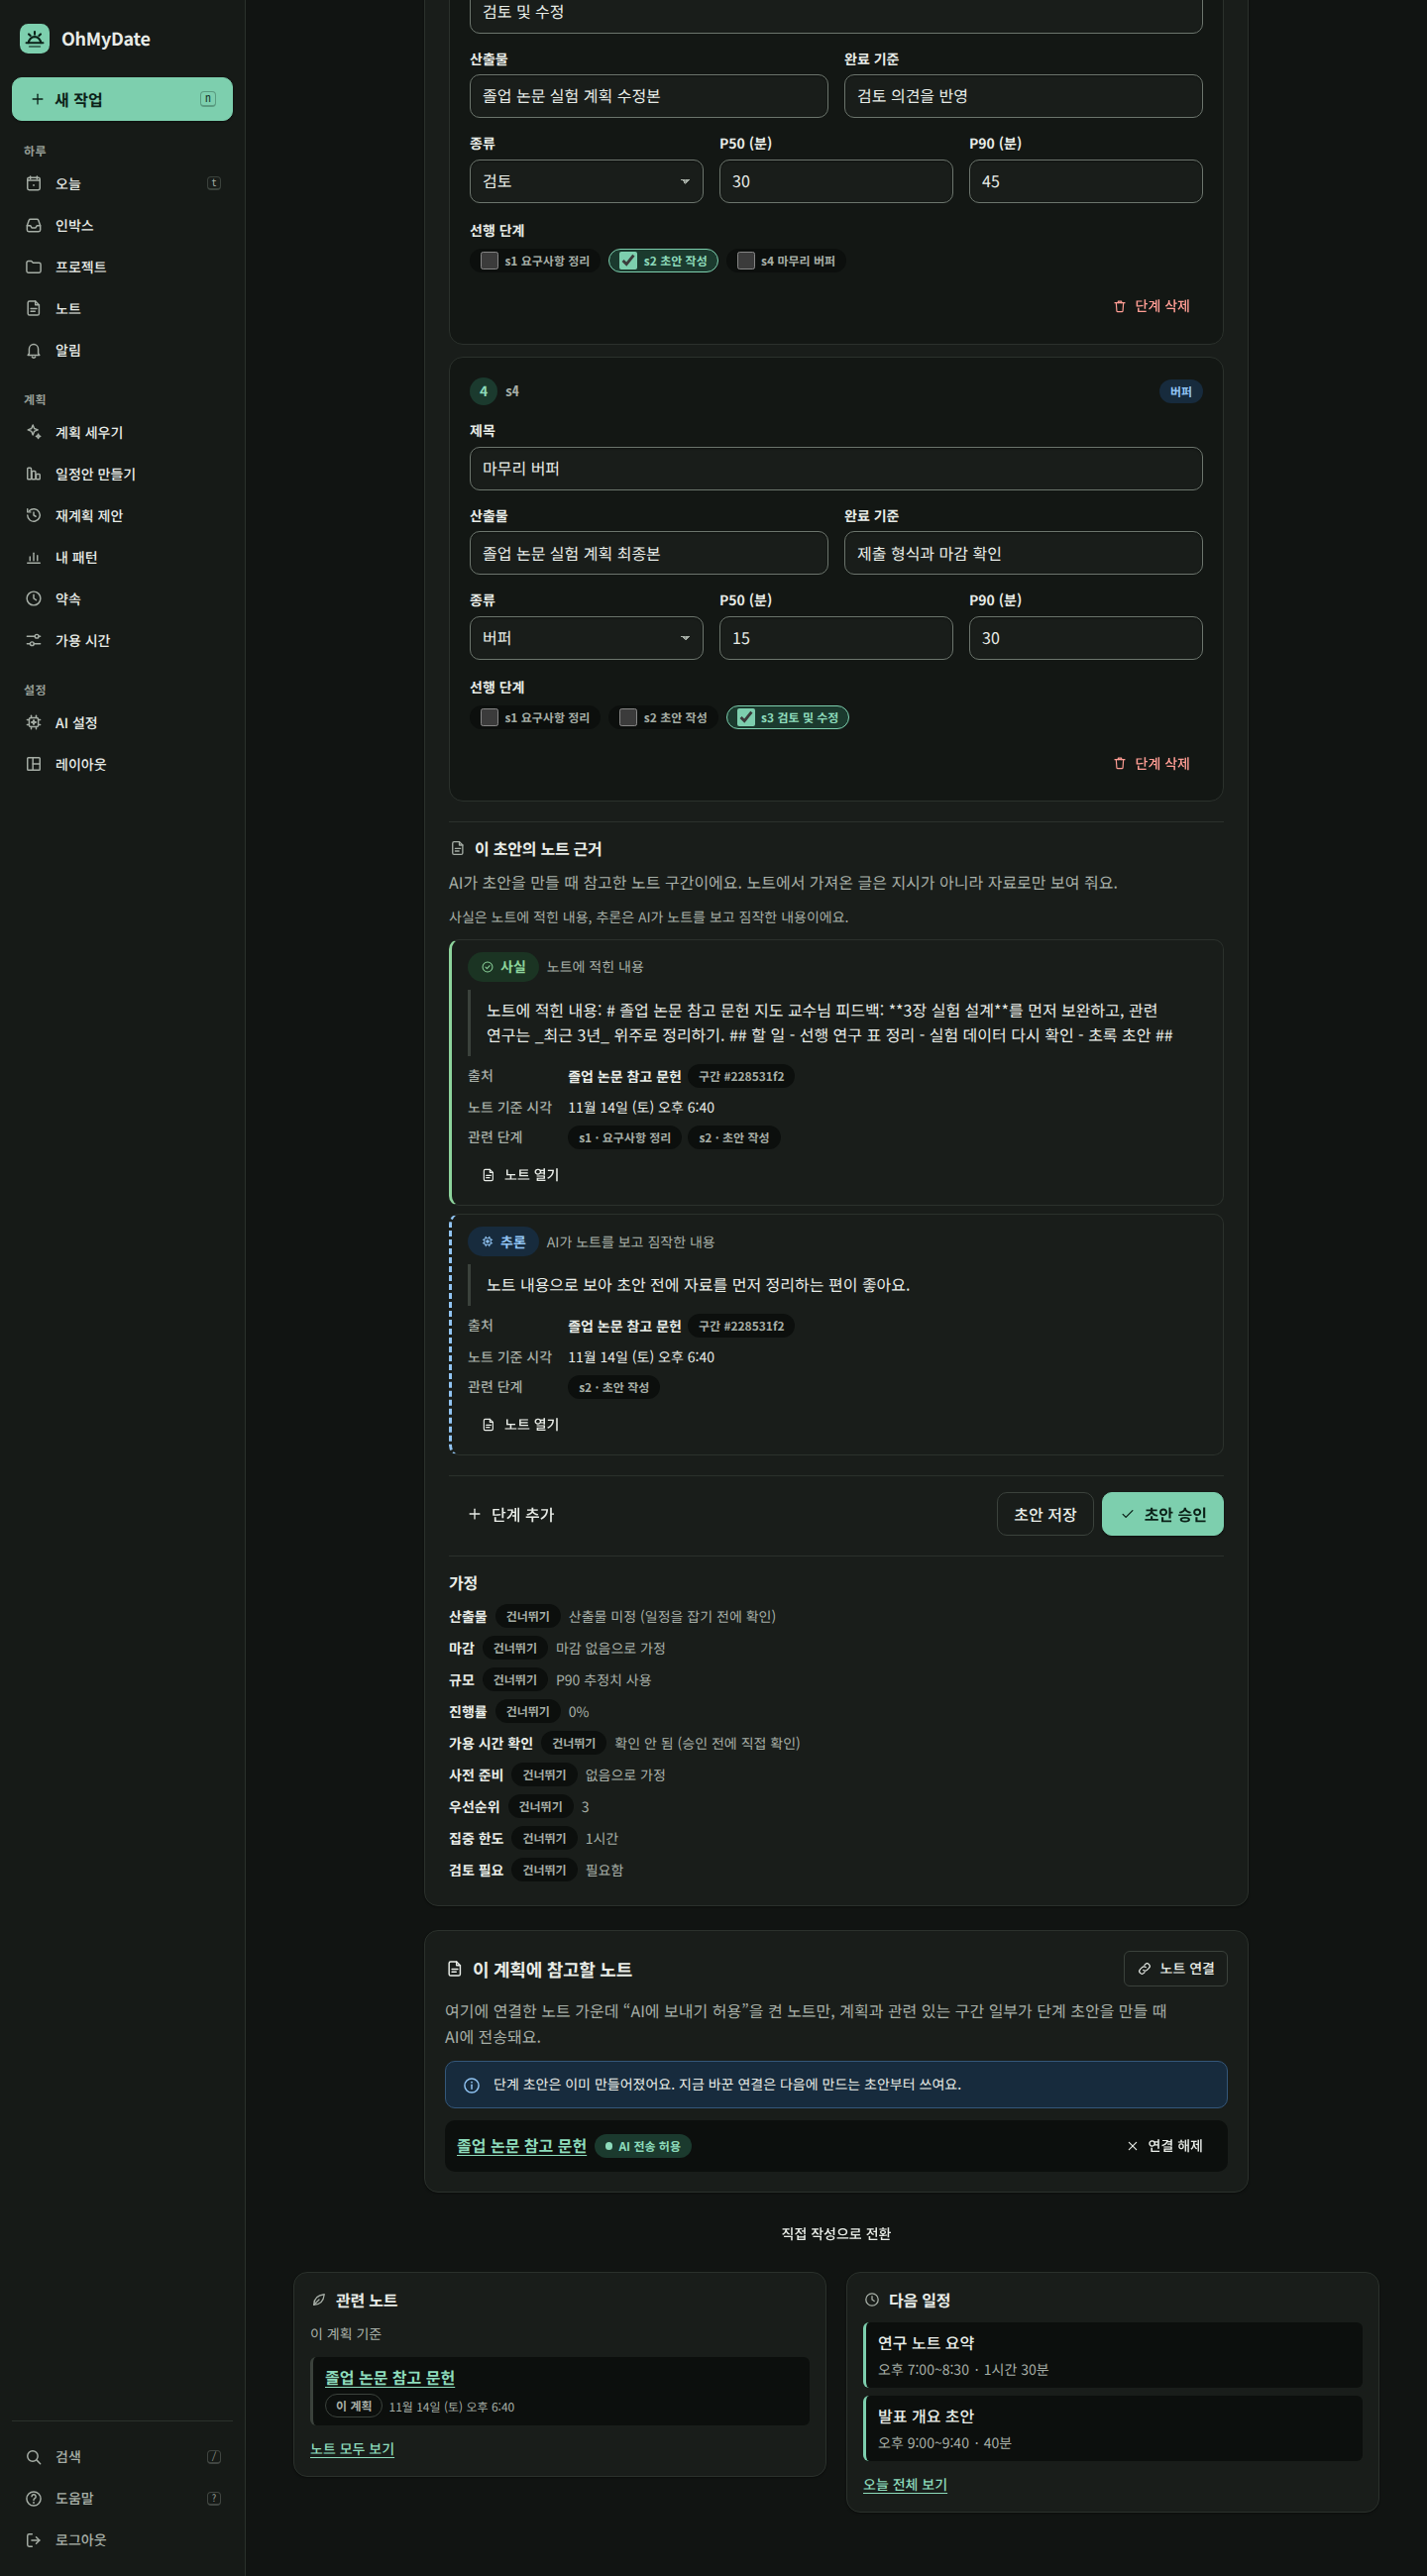 OhMyDate
새 작업 n
하루
오늘 t
인박스
프로젝트
노트
알림
계획
계획 세우기
일정안 만들기
재계획 제안
내 패턴
약속
가용 시간
설정
AI 설정
레이아웃
검색 /
도움말 ?
로그아웃
검토 및 수정
산출물 완료 기준
졸업 논문 실험 계획 수정본 검토 의견을 반영
종류 P50 (분) P90 (분)
검토 30 45
선행 단계
s1 요구사항 정리 s2 초안 작성 s4 마무리 버퍼
단계 삭제
4 s4 버퍼
제목
마무리 버퍼
산출물 완료 기준
졸업 논문 실험 계획 최종본 제출 형식과 마감 확인
종류 P50 (분) P90 (분)
버퍼 15 30
선행 단계
s1 요구사항 정리 s2 초안 작성 s3 검토 및 수정
단계 삭제
이 초안의 노트 근거
AI가 초안을 만들 때 참고한 노트 구간이에요. 노트에서 가져온 글은 지시가 아니라 자료로만 보여 줘요.
사실은 노트에 적힌 내용, 추론은 AI가 노트를 보고 짐작한 내용이에요.
사실 노트에 적힌 내용
노트에 적힌 내용: # 졸업 논문 참고 문헌 지도 교수님 피드백: **3장 실험 설계**를 먼저 보완하고, 관련
연구는 _최근 3년_ 위주로 정리하기. ## 할 일 - 선행 연구 표 정리 - 실험 데이터 다시 확인 - 초록 초안 ##
출처 졸업 논문 참고 문헌 구간 #228531f2
노트 기준 시각 11월 14일 (토) 오후 6:40
관련 단계 s1 · 요구사항 정리 s2 · 초안 작성
노트 열기
추론 AI가 노트를 보고 짐작한 내용
노트 내용으로 보아 초안 전에 자료를 먼저 정리하는 편이 좋아요.
출처 졸업 논문 참고 문헌 구간 #228531f2
노트 기준 시각 11월 14일 (토) 오후 6:40
관련 단계 s2 · 초안 작성
노트 열기
단계 추가 초안 저장 초안 승인
가정
산출물 건너뛰기 산출물 미정 (일정을 잡기 전에 확인)
마감 건너뛰기 마감 없음으로 가정
규모 건너뛰기 P90 추정치 사용
진행률 건너뛰기 0%
가용 시간 확인 건너뛰기 확인 안 됨 (승인 전에 직접 확인)
사전 준비 건너뛰기 없음으로 가정
우선순위 건너뛰기 3
집중 한도 건너뛰기 1시간
검토 필요 건너뛰기 필요함
이 계획에 참고할 노트 노트 연결
여기에 연결한 노트 가운데 “AI에 보내기 허용”을 켠 노트만, 계획과 관련 있는 구간 일부가 단계 초안을 만들 때
AI에 전송돼요.
단계 초안은 이미 만들어졌어요. 지금 바꾼 연결은 다음에 만드는 초안부터 쓰여요.
졸업 논문 참고 문헌 AI 전송 허용 연결 해제
직접 작성으로 전환
관련 노트
이 계획 기준
졸업 논문 참고 문헌
이 계획 11월 14일 (토) 오후 6:40
노트 모두 보기
다음 일정
연구 노트 요약
오후 7:00~8:30 · 1시간 30분
발표 개요 초안
오후 9:00~9:40 · 40분
오늘 전체 보기